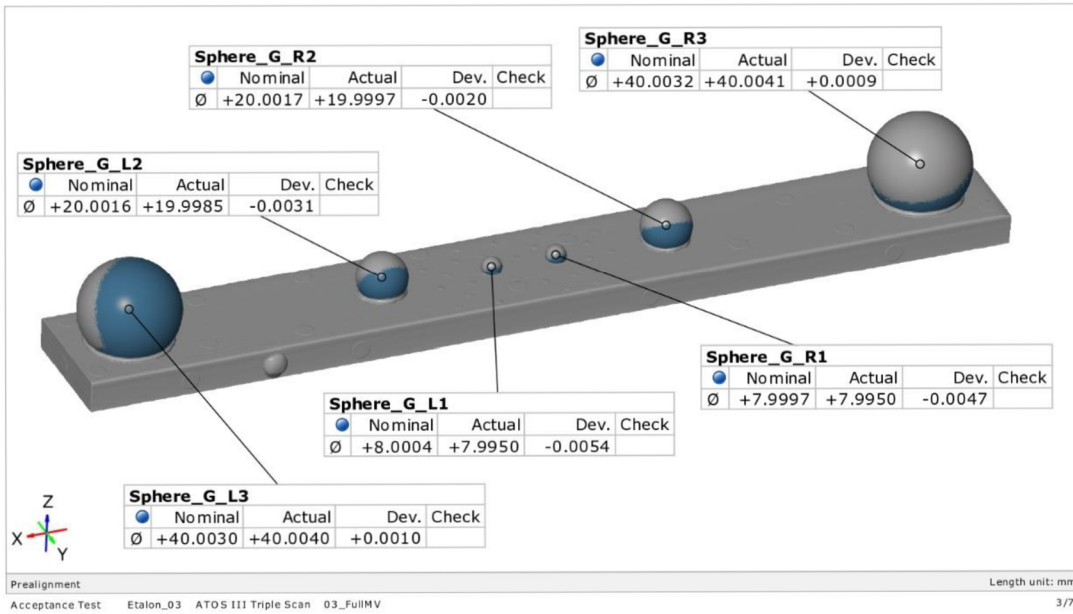 Sphere_G_R2
Nominal Actual Dev. Check
Ø +20.0017 +19.9997 -0.0020
Sphere_G_R3
Nominal Actual Dev. Check
Ø +40.0032 +40.0041 +0.0009
Sphere_G_L2
Nominal Actual Dev. Check
Ø +20.0016 +19.9985 -0.0031
Sphere_G_R1
Nominal Actual Dev. Check
Ø +7.9997 +7.9950 -0.0047
Sphere_G_L1
Nominal Actual Dev. Check
Ø +8.0004 +7.9950 -0.0054
Sphere_G_L3
Nominal Actual Dev. Check
Ø +40.0030 +40.0040 +0.0010
Z
X
Y
Prealignment Length unit: mm
Acceptance Test Etalon_03 ATOS III Triple Scan 03_FullMV 3/7